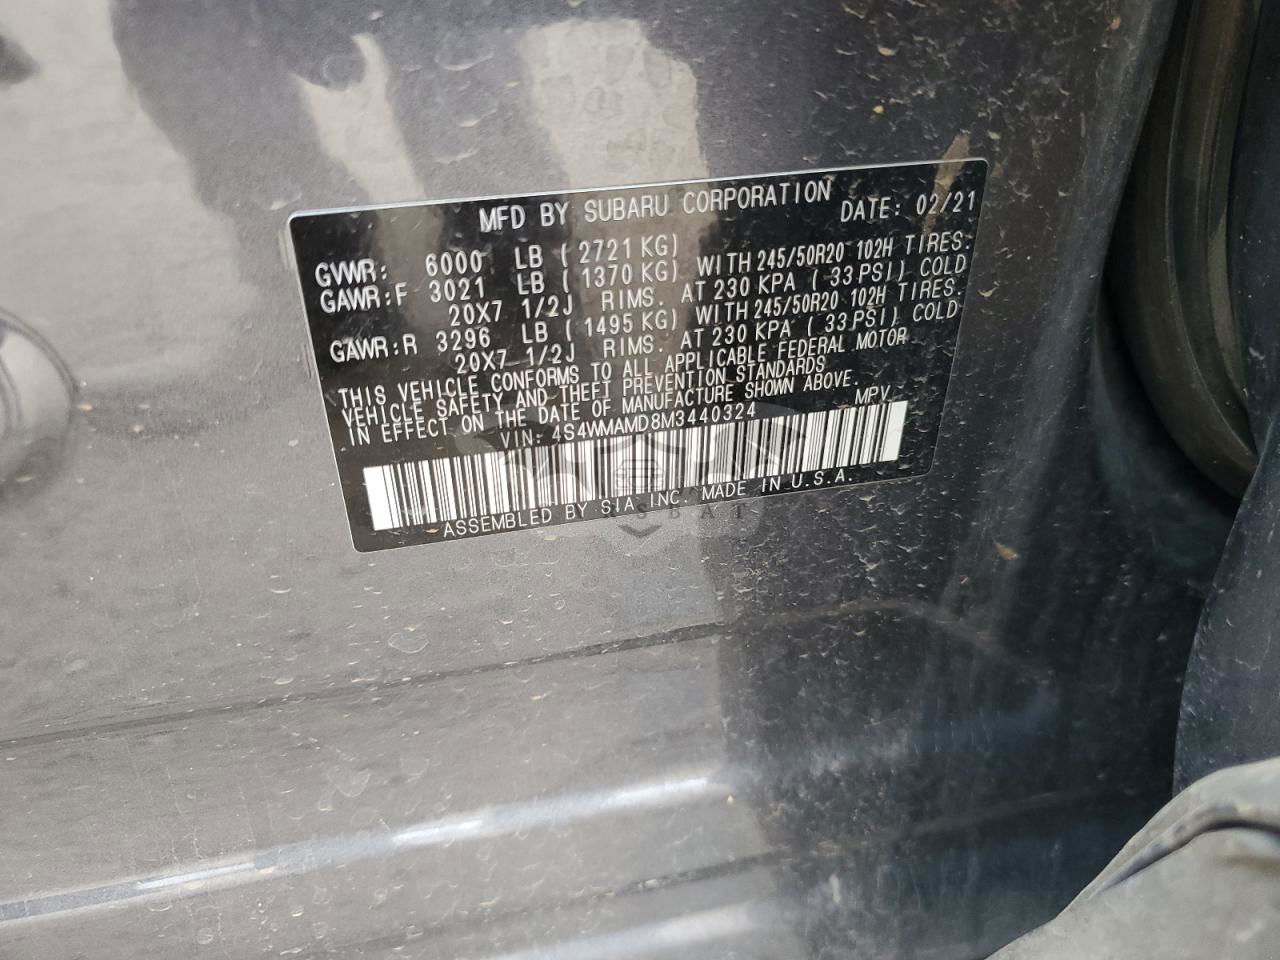 MFD BY SUBARU CORPORATION DATE: 02/21
GVWR: 6000 LB ( 2721 KG)
GAWR:F 3021 LB ( 1370 KG) WITH 245/50R20 102H TIRES.
20X7 1/2J RIMS. AT 230 KPA ( 33 PSI) COLD
GAWR:R 3296 LB ( 1495 KG) WITH 245/50R20 102H TIRES.
20X7 1/2J RIMS. AT 230 KPA ( 33 PSI) COLD
THIS VEHICLE CONFORMS TO ALL APPLICABLE FEDERAL MOTOR
VEHICLE SAFETY AND THEFT PREVENTION STANDARDS
IN EFFECT ON THE DATE OF MANUFACTURE SHOWN ABOVE.
VIN: 4S4WMAMD8M3440324 MPV
ASSEMBLED BY SIA, INC. MADE IN U.S.A.